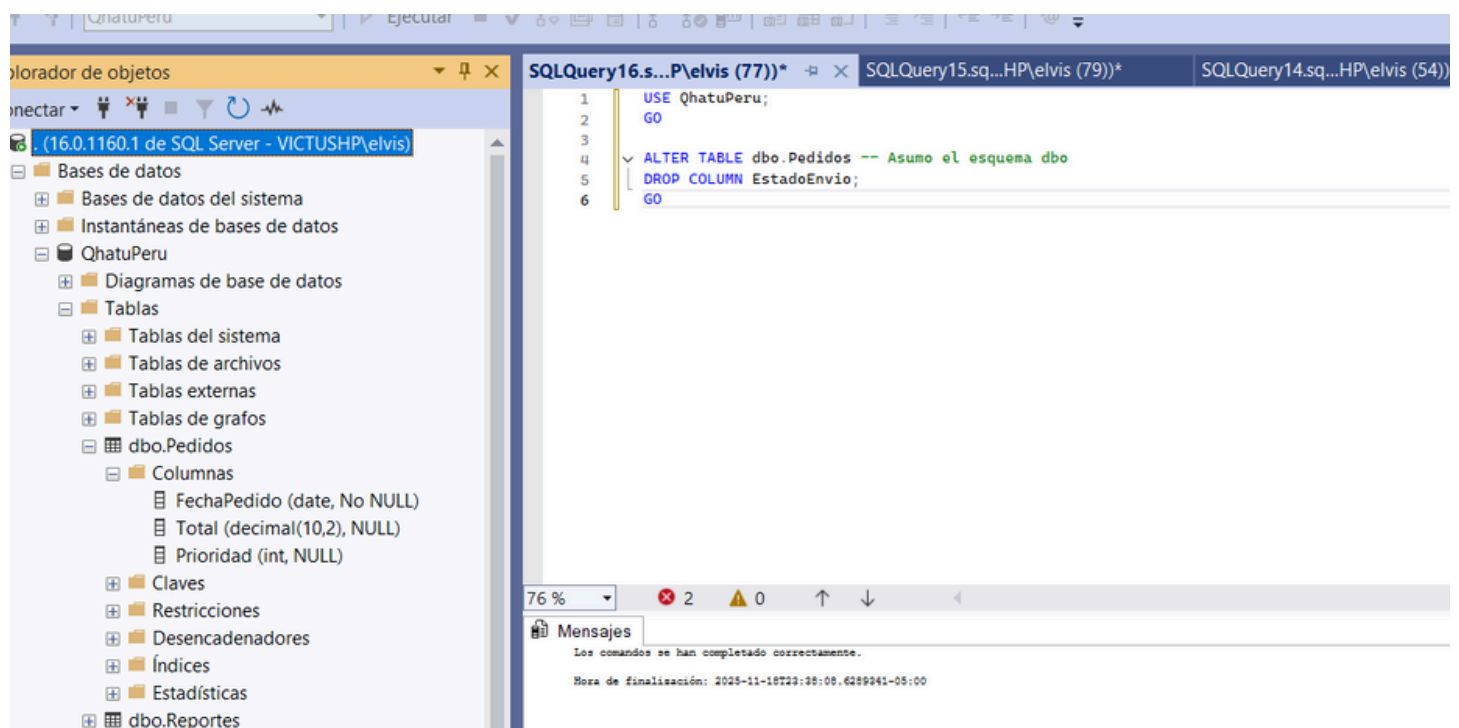 QhatuPeru
Ejecutar
plorador de objetos
onectar
. (16.0.1160.1 de SQL Server - VICTUSHP\elvis)
Bases de datos
Bases de datos del sistema
Instantáneas de bases de datos
QhatuPeru
Diagramas de base de datos
Tablas
Tablas del sistema
Tablas de archivos
Tablas externas
Tablas de grafos
dbo.Pedidos
Columnas
FechaPedido (date, No NULL)
Total (decimal(10,2), NULL)
Prioridad (int, NULL)
Claves
Restricciones
Desencadenadores
Índices
Estadísticas
dbo.Reportes
SQLQuery16.s...P\elvis (77))* SQLQuery15.sq...HP\elvis (79))* SQLQuery14.sq...HP\elvis (54))
1 USE QhatuPeru;
2 GO
3
4 ALTER TABLE dbo.Pedidos -- Asumo el esquema dbo
5 DROP COLUMN EstadoEnvio;
6 GO
76 % 2 0
Mensajes
Los comandos se han completado correctamente.
Hora de finalización: 2025-11-18T23:38:08.6289341-05:00